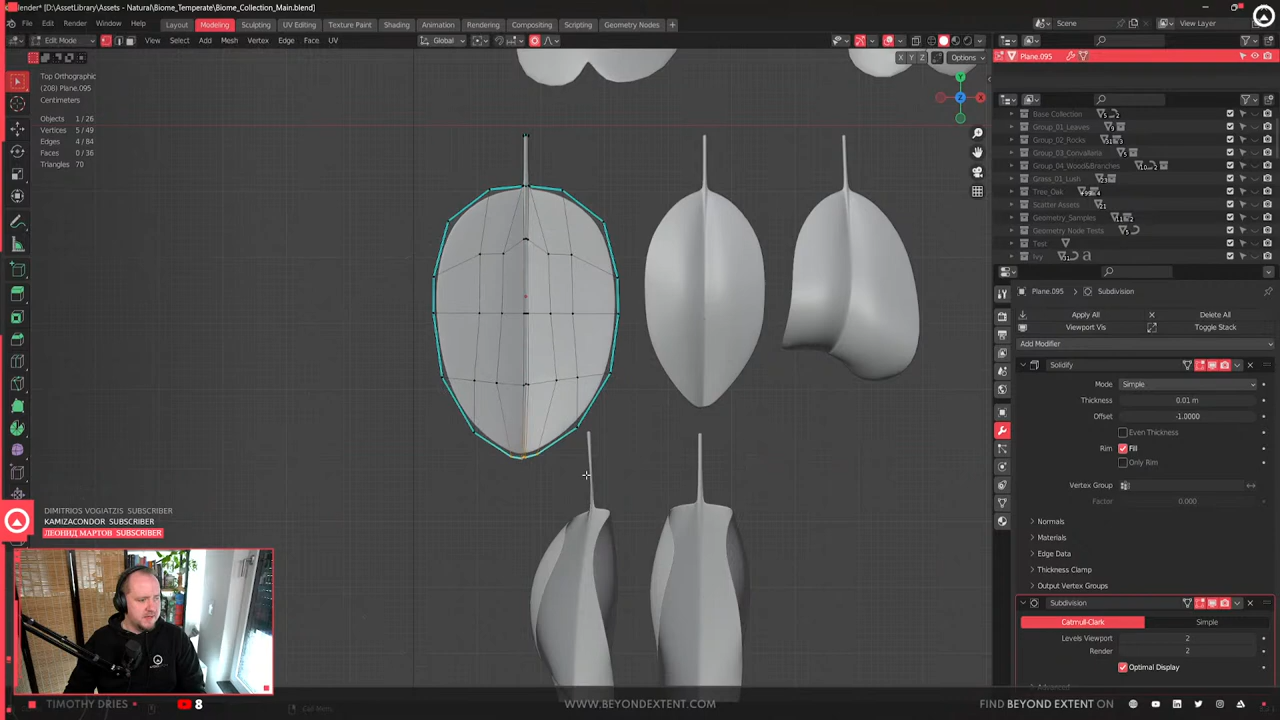 Blender* [D:\AssetLibrary\Assets - Natural\Biome_Temperate\Biome_Collection_Main.blend]
File Edit Render Window Help Layout Modeling Sculpting UV Editing Texture Paint Shading Animation Rendering Compositing Scripting Geometry Nodes + Scene View Layer
Edit Mode View Select Add Mesh Vertex Edge Face UV Global
X Y Z Options
Top Orthographic
(208) Plane.095
Centimeters
Objects 1 / 26
Vertices 5 / 49
Edges 4 / 84
Faces 0 / 36
Triangles 70
Y
Z
X
Plane.095
Base Collection
Group_01_Leaves
Group_02_Rocks
Group_03_Convallaria
Group_04_Wood&Branches
Grass_01_Lush
Tree_Oak
Scatter Assets
Geometry_Samples
Geometry Node Tests
Test
Ivy
Plane.095 > Subdivision
Apply All Delete All
Viewport Vis Toggle Stack
Add Modifier
Solidify
Mode Simple
Thickness 0.01 m
Offset -1.0000
Even Thickness
Rim Fill
Only Rim
Vertex Group
Factor 0.000
Normals
Materials
Edge Data
Thickness Clamp
Output Vertex Groups
Subdivision
Catmull-Clark Simple
Levels Viewport 2
Render 2
Optimal Display
Advanced
DIMITRIOS VOGIATZIS SUBSCRIBER
KAMIZACONDOR SUBSCRIBER
ЛЕОНИД МАРТОВ SUBSCRIBER
TIMOTHY DRIES 8 WWW.BEYONDEXTENT.COM FIND BEYOND EXTENT ON